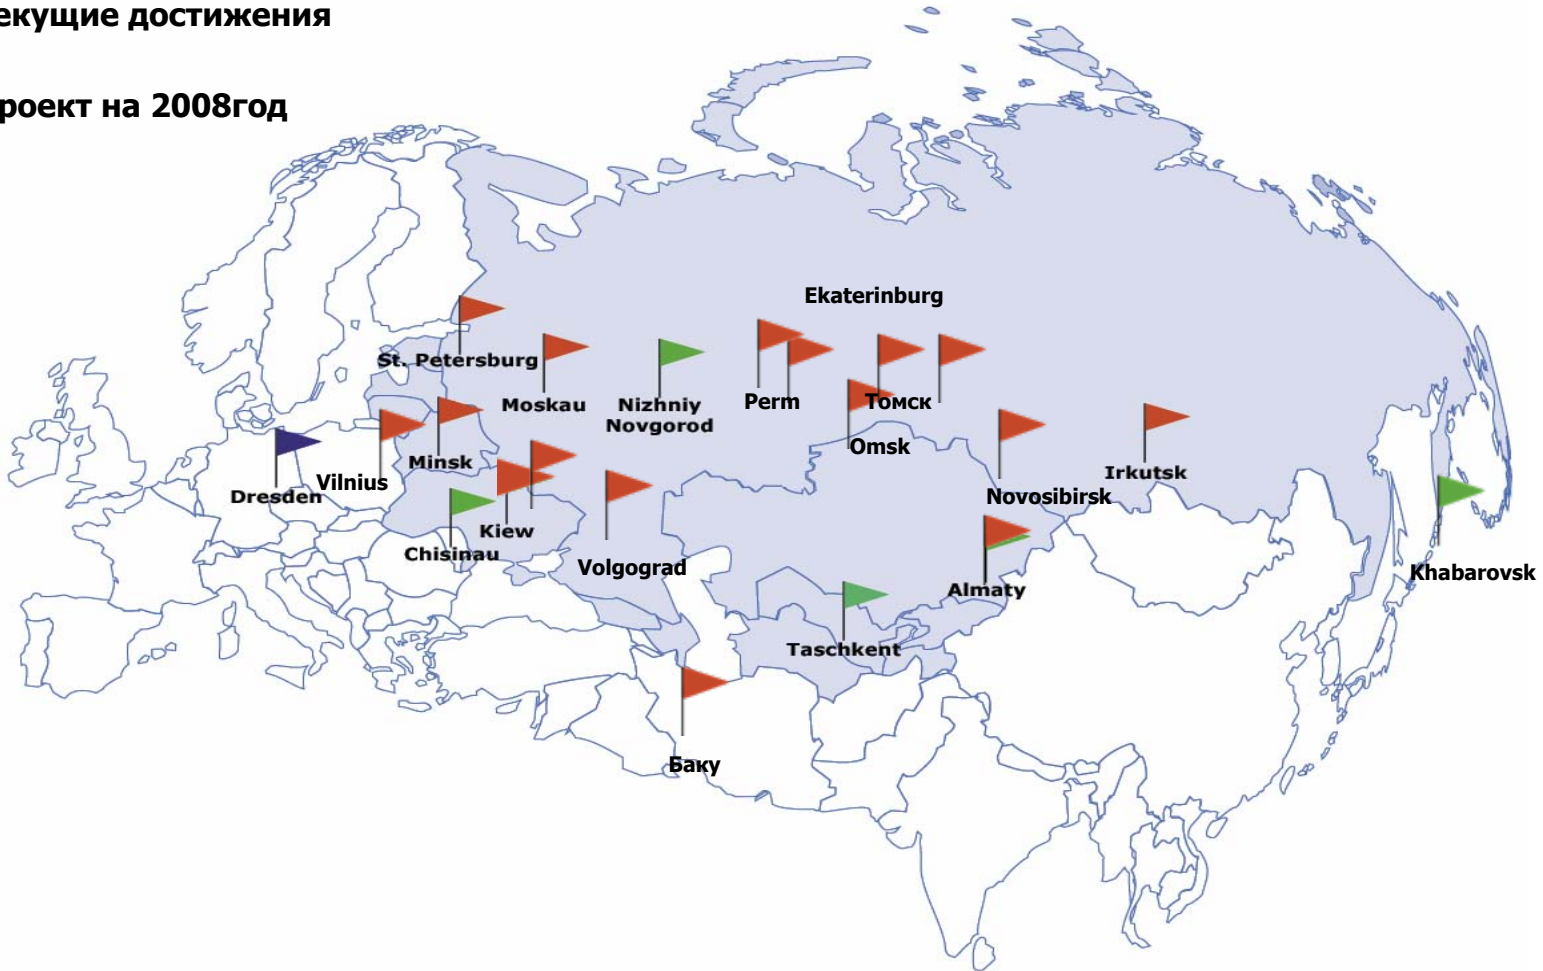 екущие достижения
роект на 2008год
Ekaterinburg
St. Petersburg
Moskau
Nizhniy
Novgorod
Perm
Томск
Omsk
Minsk
Vilnius
Dresden
Irkutsk
Novosibirsk
Kiew
Chisinau
Volgograd
Khabarovsk
Almaty
Taschkent
Баку